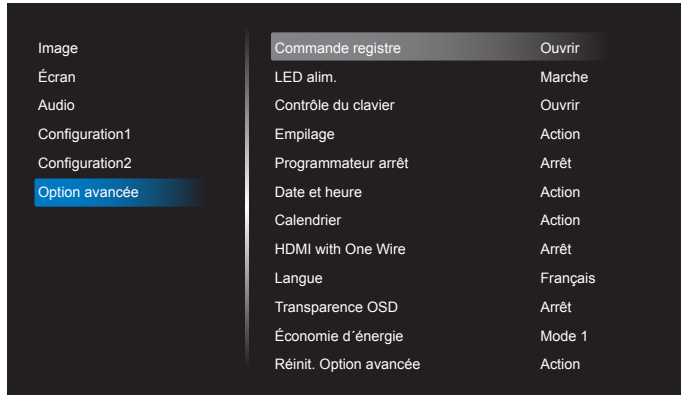 Image
Écran
Audio
Configuration1
Configuration2
Option avancée
Commande registre Ouvrir
LED alim. Marche
Contrôle du clavier Ouvrir
Empilage Action
Programmateur arrêt Arrêt
Date et heure Action
Calendrier Action
HDMI with One Wire Arrêt
Langue Français
Transparence OSD Arrêt
Économie d´énergie Mode 1
Réinit. Option avancée Action